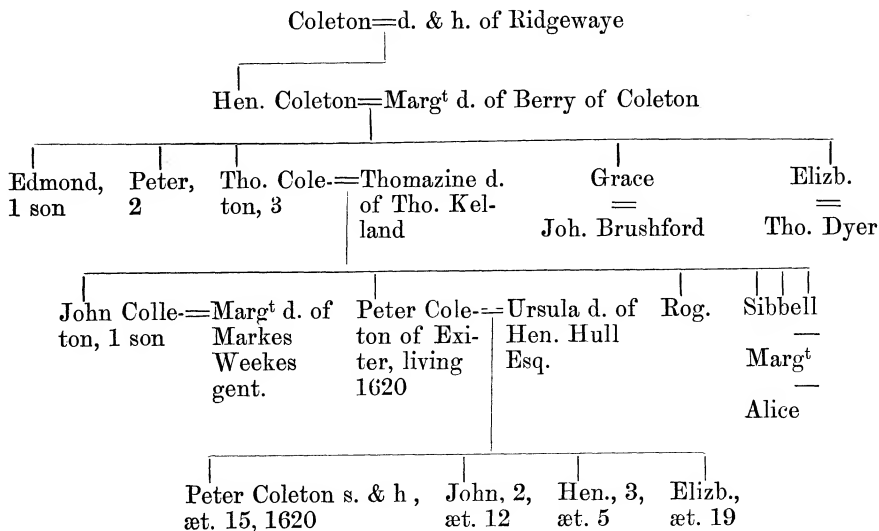 Coleton=d. & h. of Ridgewaye
Hen. Coleton=Margᵗ d. of Berry of Coleton
Edmond,
1 son
Peter,
2
Tho. Cole-
ton, 3
=Thomazine d.
of Tho. Kel-
land
Grace
=
Joh. Brushford
Elizb.
=
Tho. Dyer
John Colle-
ton, 1 son
=Margᵗ d. of
Markes
Weekes
gent.
Peter Cole-
ton of Exi-
ter, living
1620
=Ursula d. of
Hen. Hull
Esq.
Rog.
Sibbell
—
Margᵗ
—
Alice
Peter Coleton s. & h,
æt. 15, 1620
John, 2,
æt. 12
Hen., 3,
æt. 5
Elizb.,
æt. 19